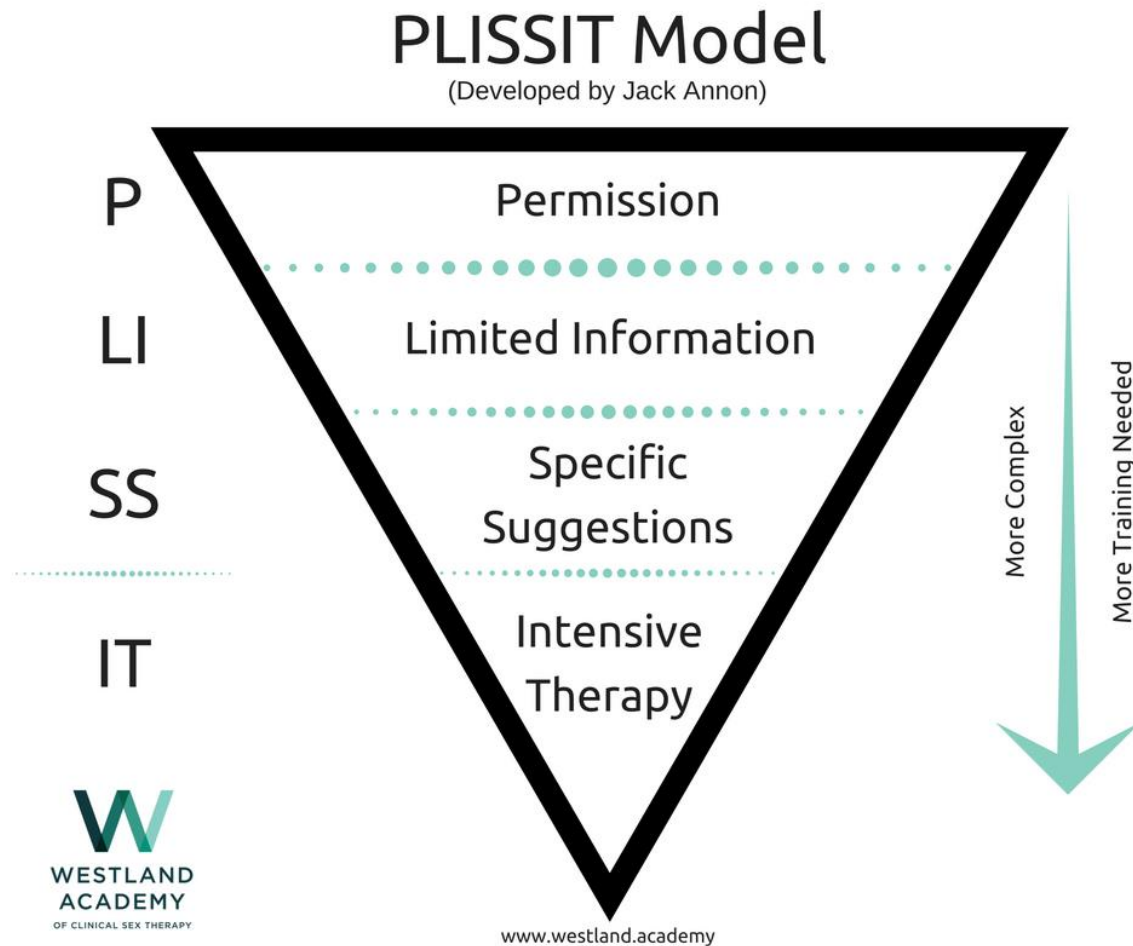 PLISSIT Model
(Developed by Jack Annon)
P
Permission
LI
Limited Information
SS
Specific
Suggestions
IT
Intensive
Therapy
More Complex
More Training Needed
WESTLAND
ACADEMY
OF CLINICAL SEX THERAPY
www.westland.academy